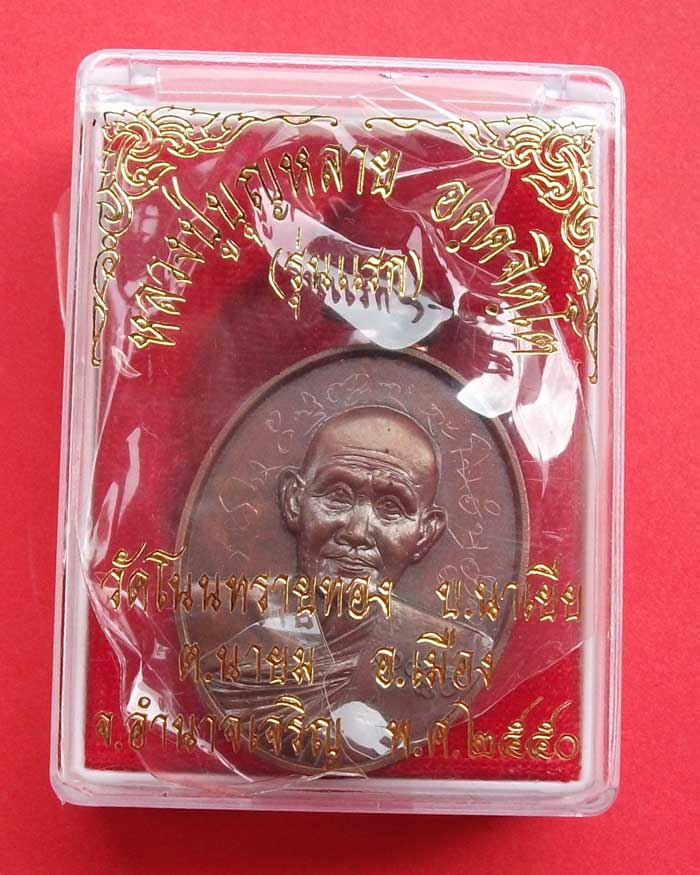 หลวงปู่บุญหลาย อคฺคจิตฺโต
(รุ่นแรก)
วัดโนนทรายทอง บ.นาเยีย
ต.นายม อ.เมือง
จ.อำนาจเจริญ พ.ศ.๒๕๕๐